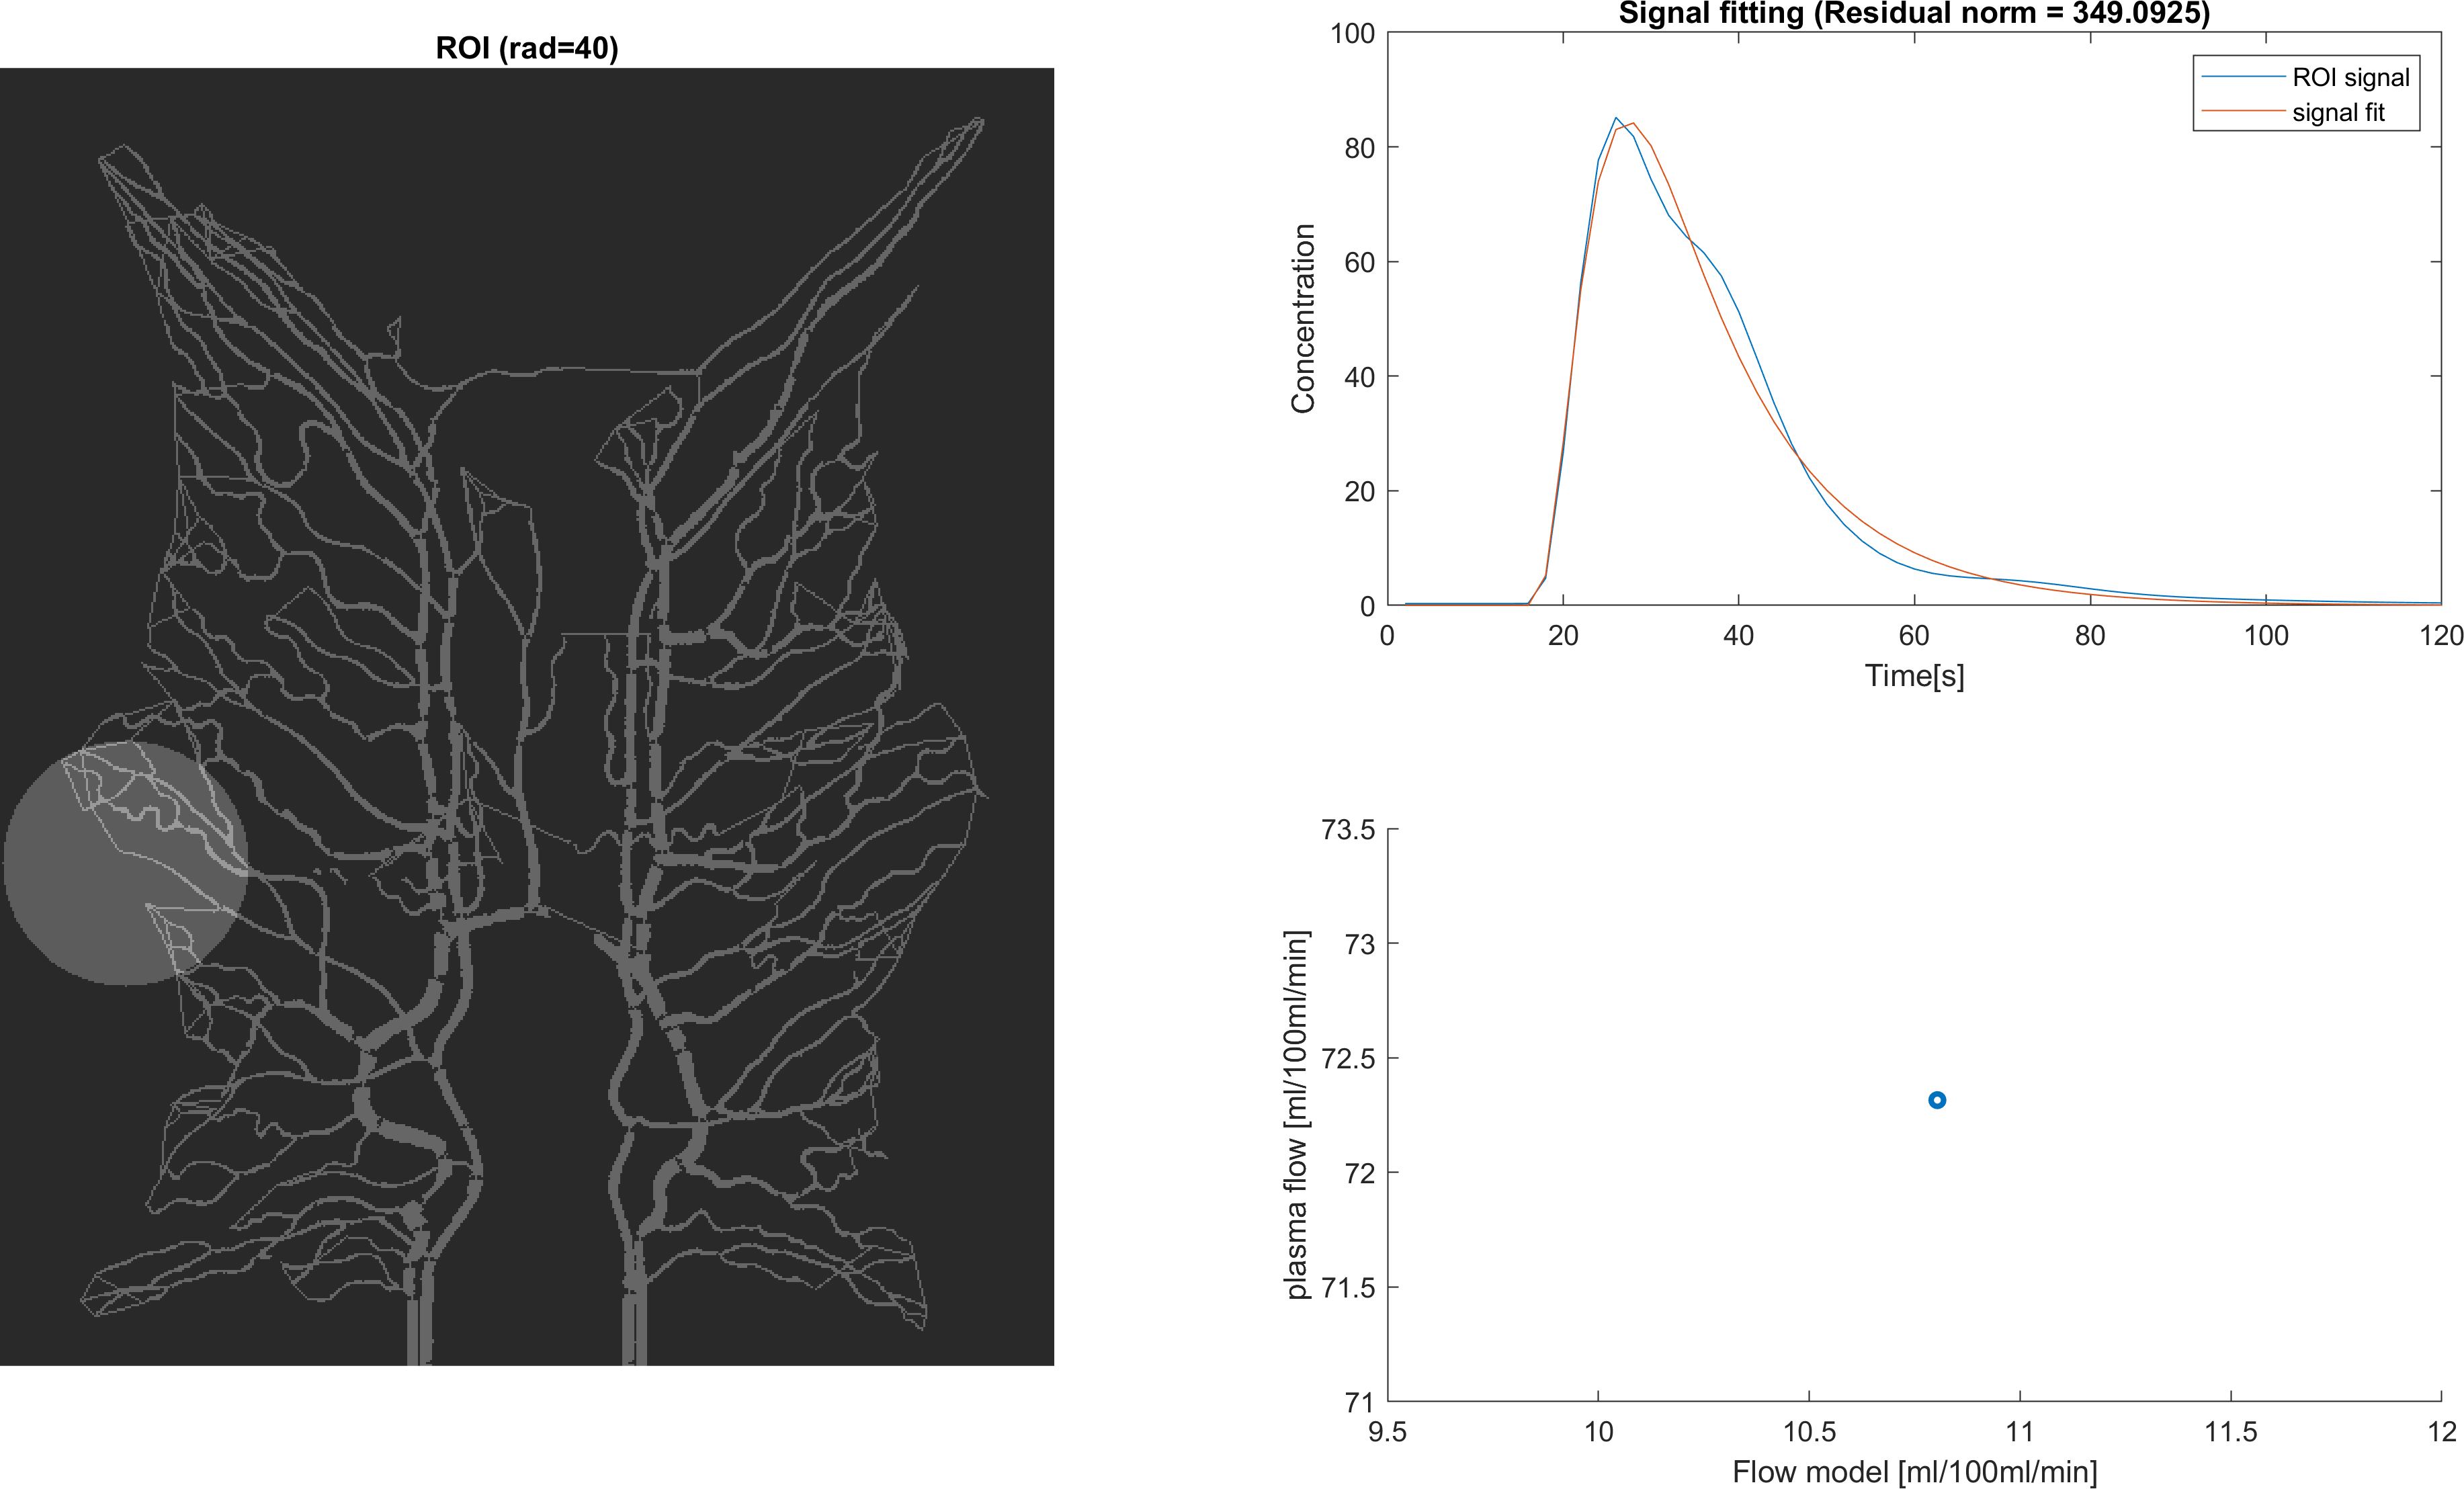 ROI (rad=40)
Signal fitting (Residual norm = 349.0925)
100
80
60
40
20
0
Concentration
ROI signal
signal fit
0 20 40 60 80 100 120
Time[s]
73.5
73
72.5
72
71.5
71
plasma flow [ml/100ml/min]
9.5 10 10.5 11 11.5 12
Flow model [ml/100ml/min]